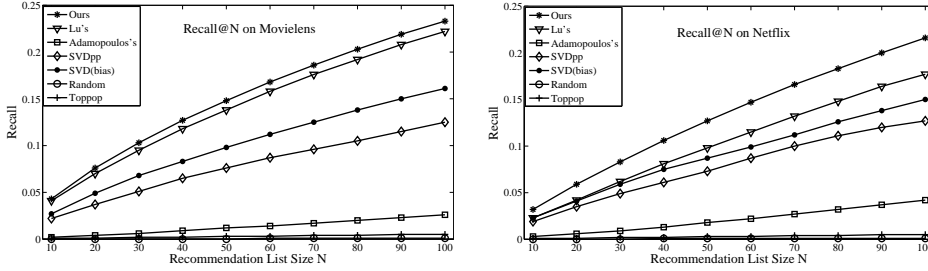 0.25
0.2
0.15
0.1
0.05
0
Recall
Ours
Lu's
Adamopoulos's
SVDpp
SVD(bias)
Random
Toppop
Recall@N on Movielens
10 20 30 40 50 60 70 80 90 100
Recommendation List Size N
0.25
0.2
0.15
0.1
0.05
0
Recall
Ours
Lu's
Adamopoulos's
SVDpp
SVD(bias)
Random
Toppop
Recall@N on Netflix
10 20 30 40 50 60 70 80 90 100
Recommendation List Size N